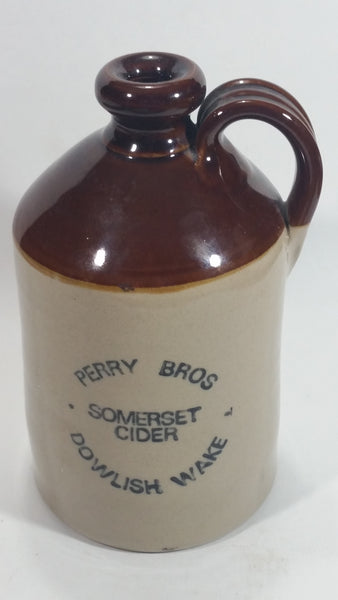 PERRY BROS
SOMERSET
CIDER
DOWLISH WAKE